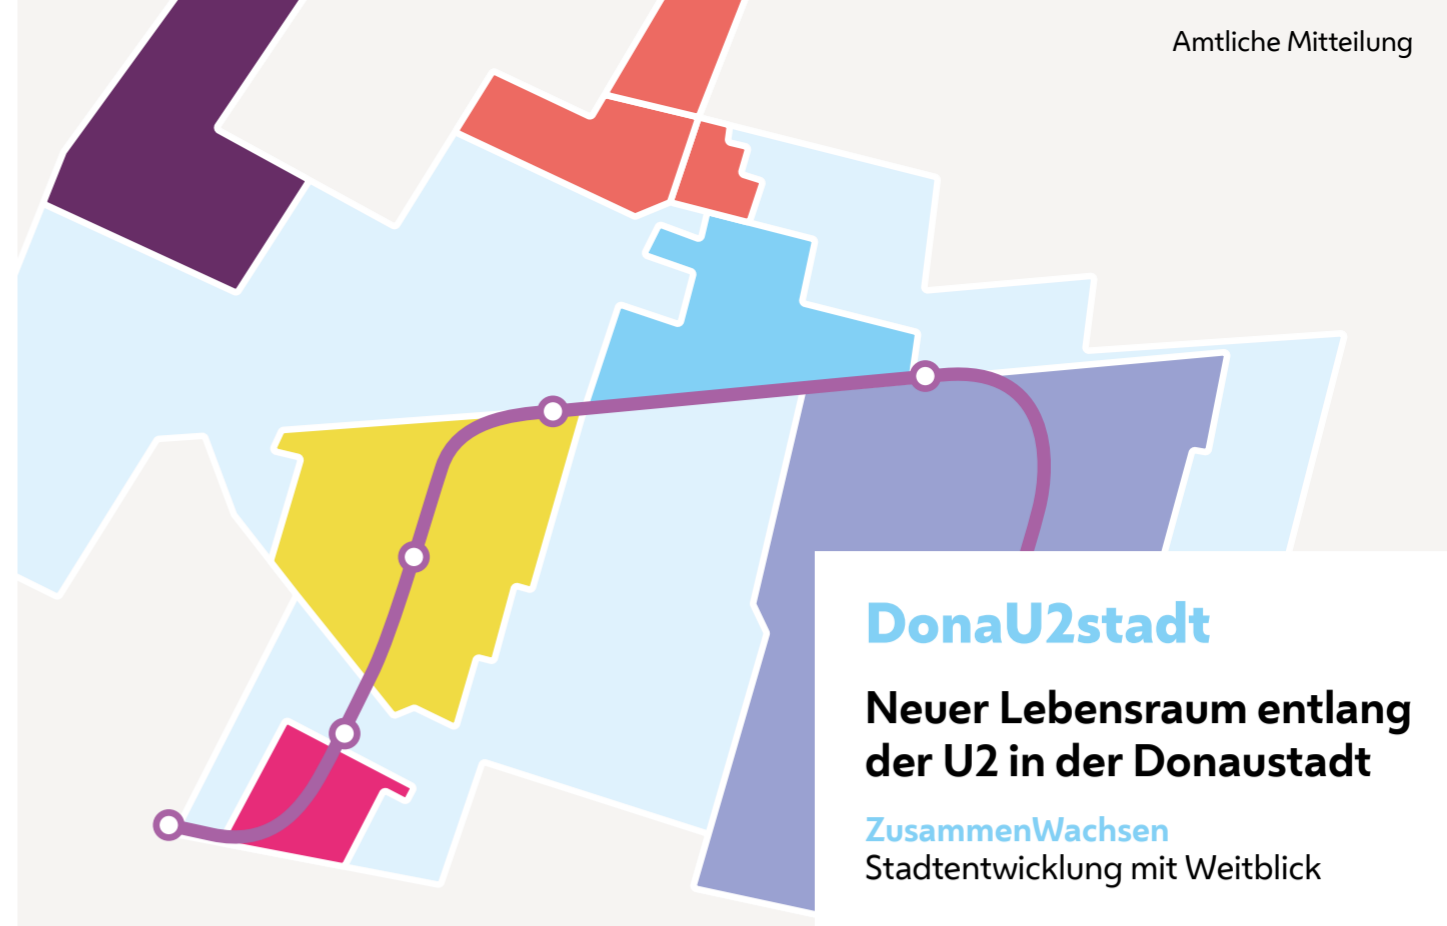 Amtliche Mitteilung
DonaU2stadt
Neuer Lebensraum entlang
der U2 in der Donaustadt
ZusammenWachsen
Stadtentwicklung mit Weitblick